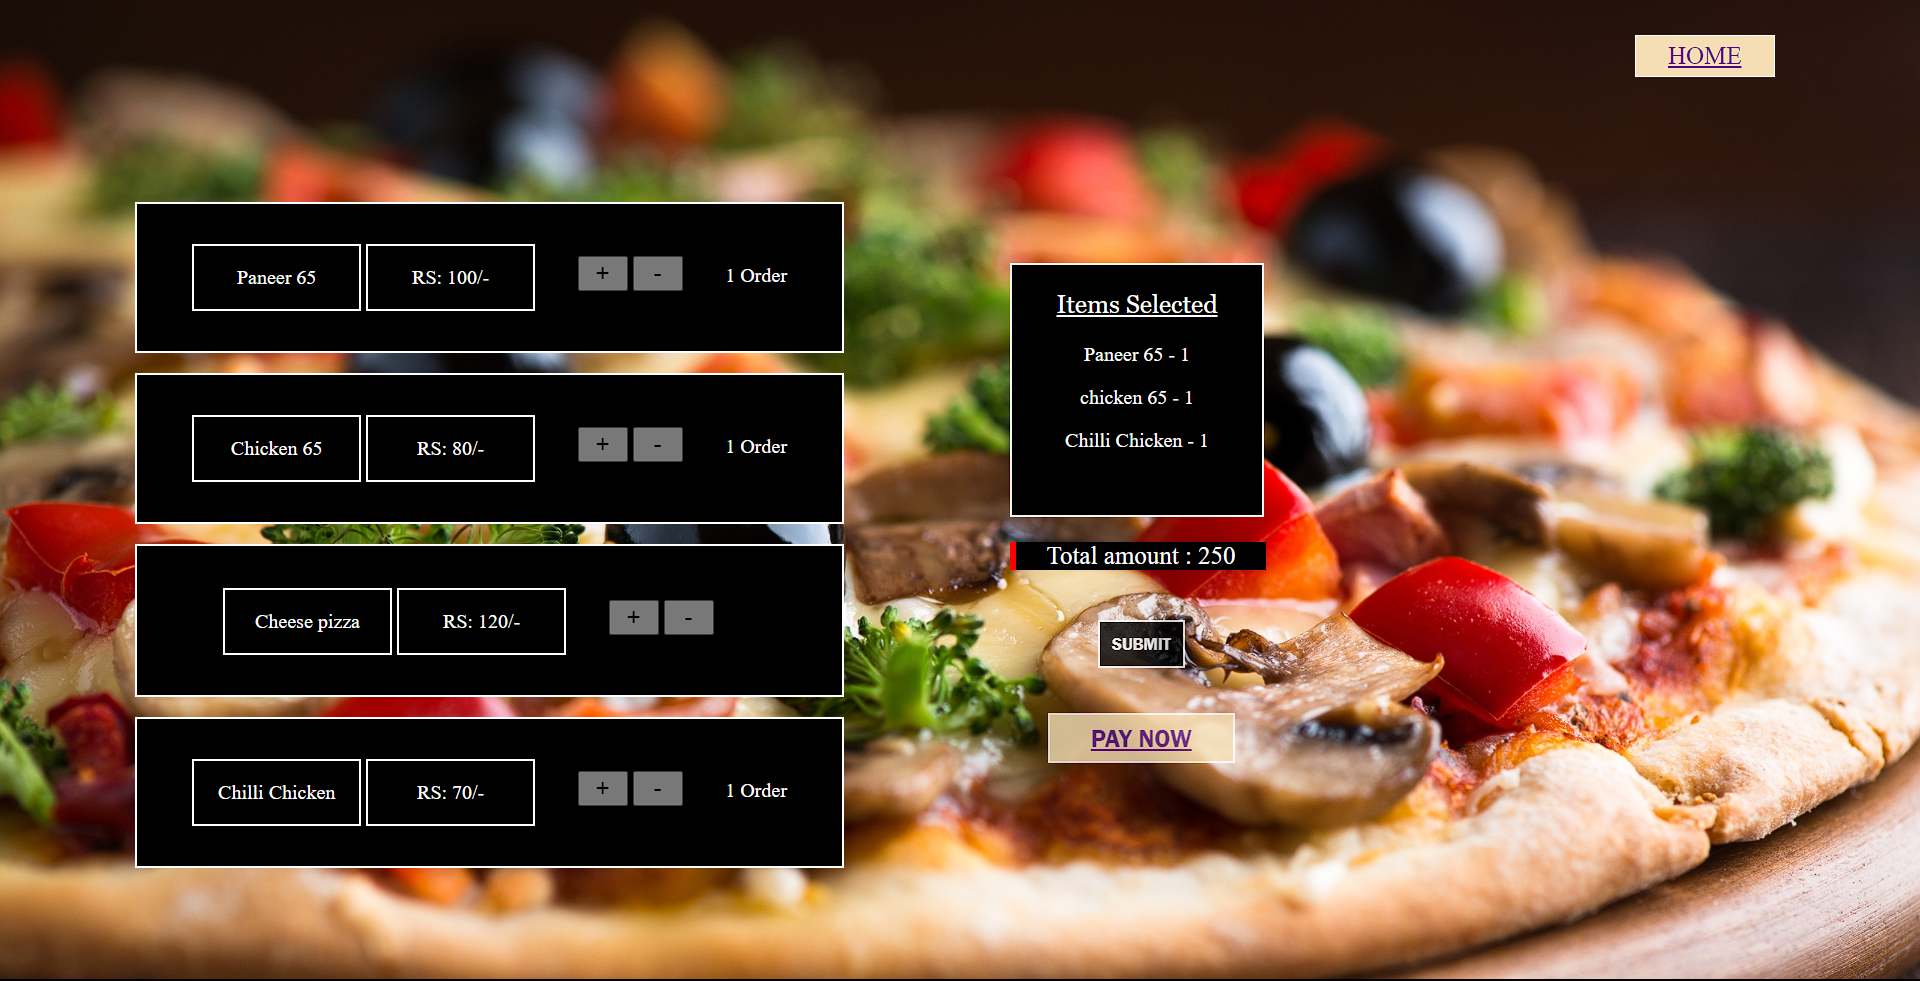 HOME
Paneer 65
RS: 100/-
+
-
1 Order
Chicken 65
RS: 80/-
+
-
1 Order
Cheese pizza
RS: 120/-
+
-
Chilli Chicken
RS: 70/-
+
-
1 Order
Items Selected
Paneer 65 - 1
chicken 65 - 1
Chilli Chicken - 1
Total amount : 250
SUBMIT
PAY NOW